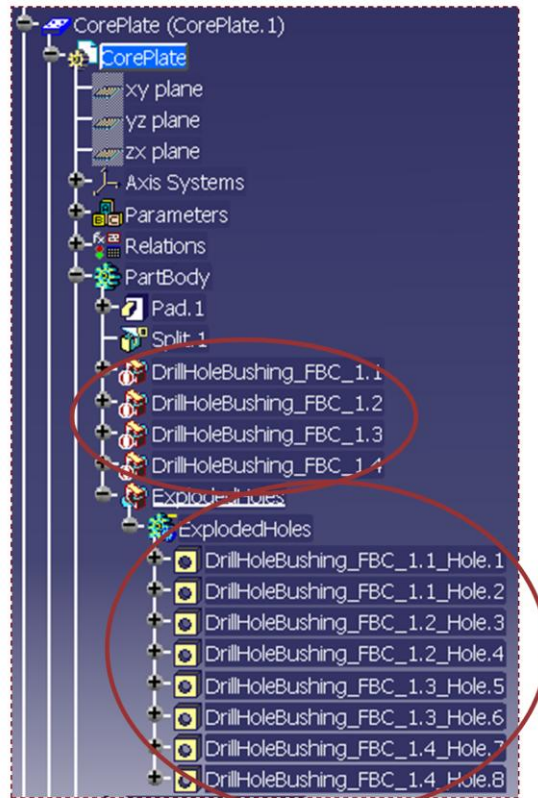 CorePlate (CorePlate.1)
CorePlate
xy plane
yz plane
zx plane
Axis Systems
Parameters
Relations
PartBody
Pad.1
Split.1
DrillHoleBushing_FBC_1.1
DrillHoleBushing_FBC_1.2
DrillHoleBushing_FBC_1.3
DrillHoleBushing_FBC_1.4
ExplodedHoles
ExplodedHoles
DrillHoleBushing_FBC_1.1_Hole.1
DrillHoleBushing_FBC_1.1_Hole.2
DrillHoleBushing_FBC_1.2_Hole.3
DrillHoleBushing_FBC_1.2_Hole.4
DrillHoleBushing_FBC_1.3_Hole.5
DrillHoleBushing_FBC_1.3_Hole.6
DrillHoleBushing_FBC_1.4_Hole.7
DrillHoleBushing_FBC_1.4_Hole.8